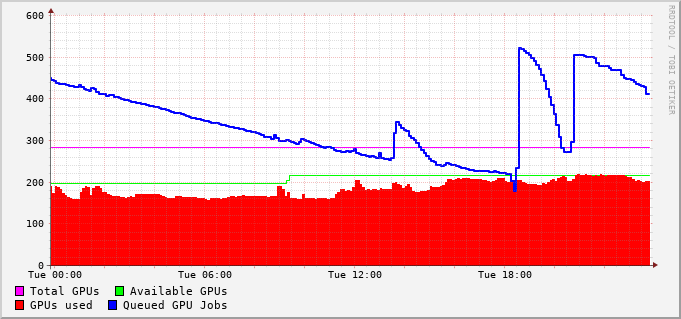 RRDTOOL / TOBI OETIKER
600
500
400
300
200
100
0
Tue 00:00 Tue 06:00 Tue 12:00 Tue 18:00
Total GPUs Available GPUs
GPUs used Queued GPU Jobs